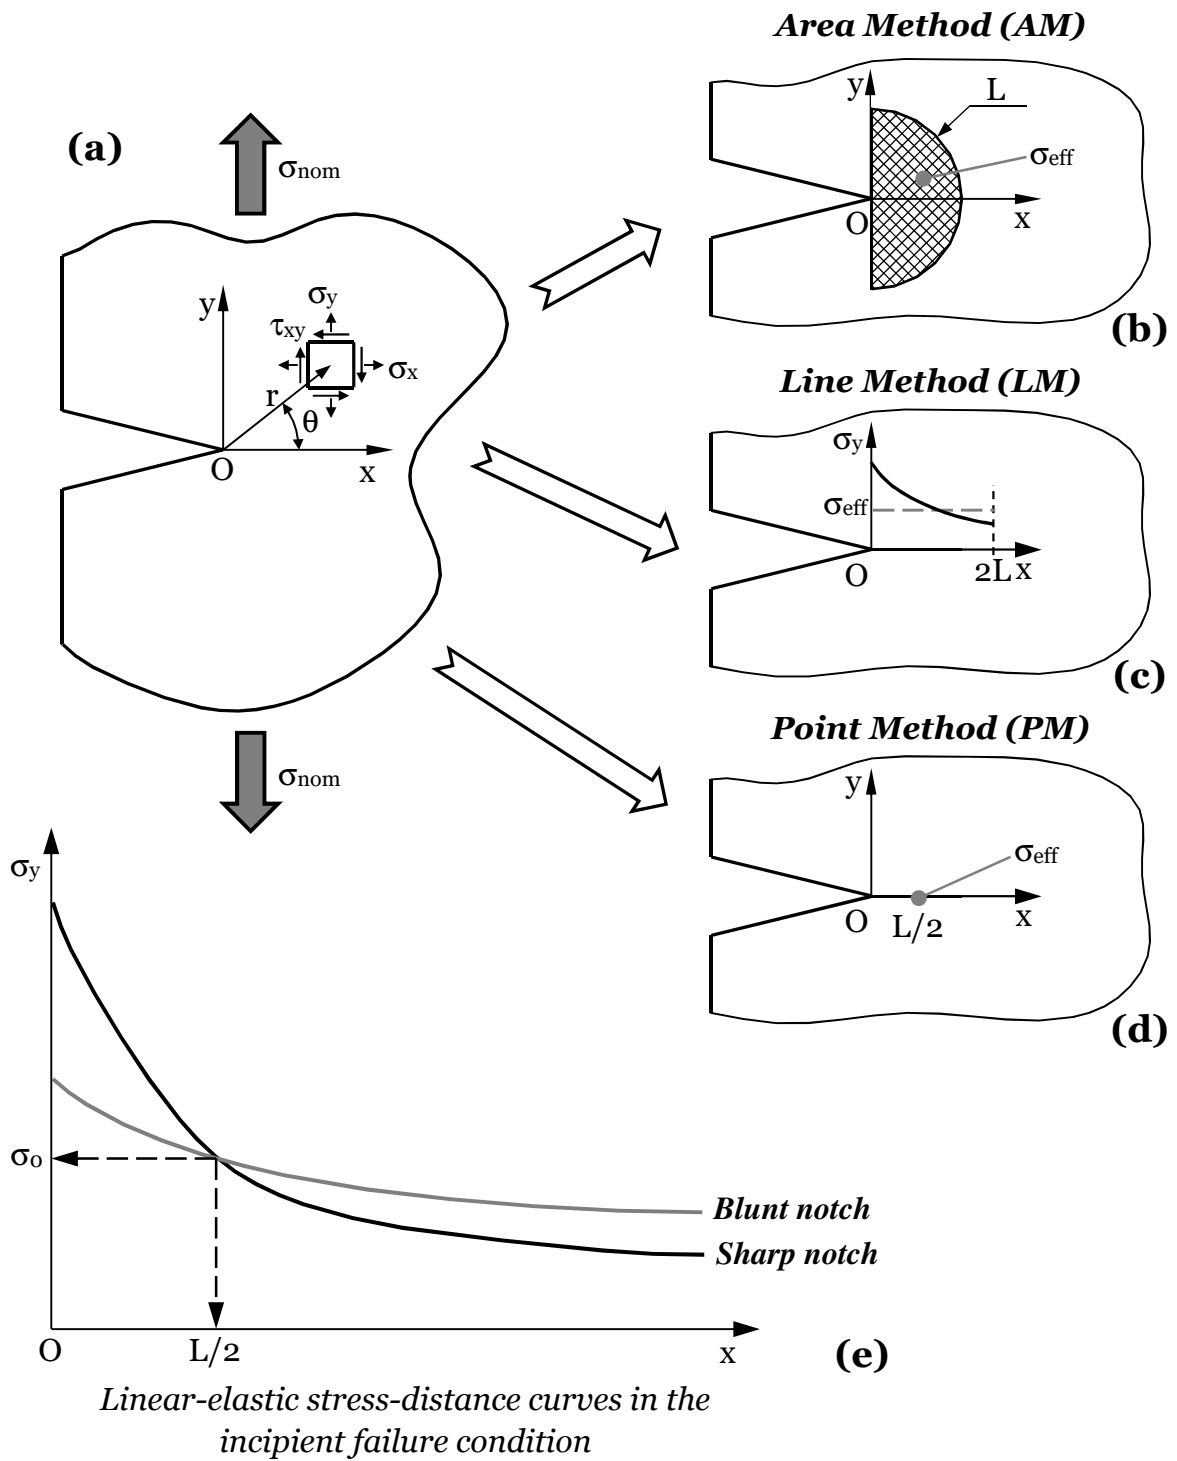 Area Method (AM)
(a)
σnom
y
L
σeff
O
x
(b)
y
σy
τxy
σx
r
θ
O
x
Line Method (LM)
σy
σeff
O
2L
x
(c)
Point Method (PM)
σnom
y
σeff
O
L/2
x
(d)
σy
σ0
Blunt notch
Sharp notch
O
L/2
x
(e)
Linear-elastic stress-distance curves in the
incipient failure condition